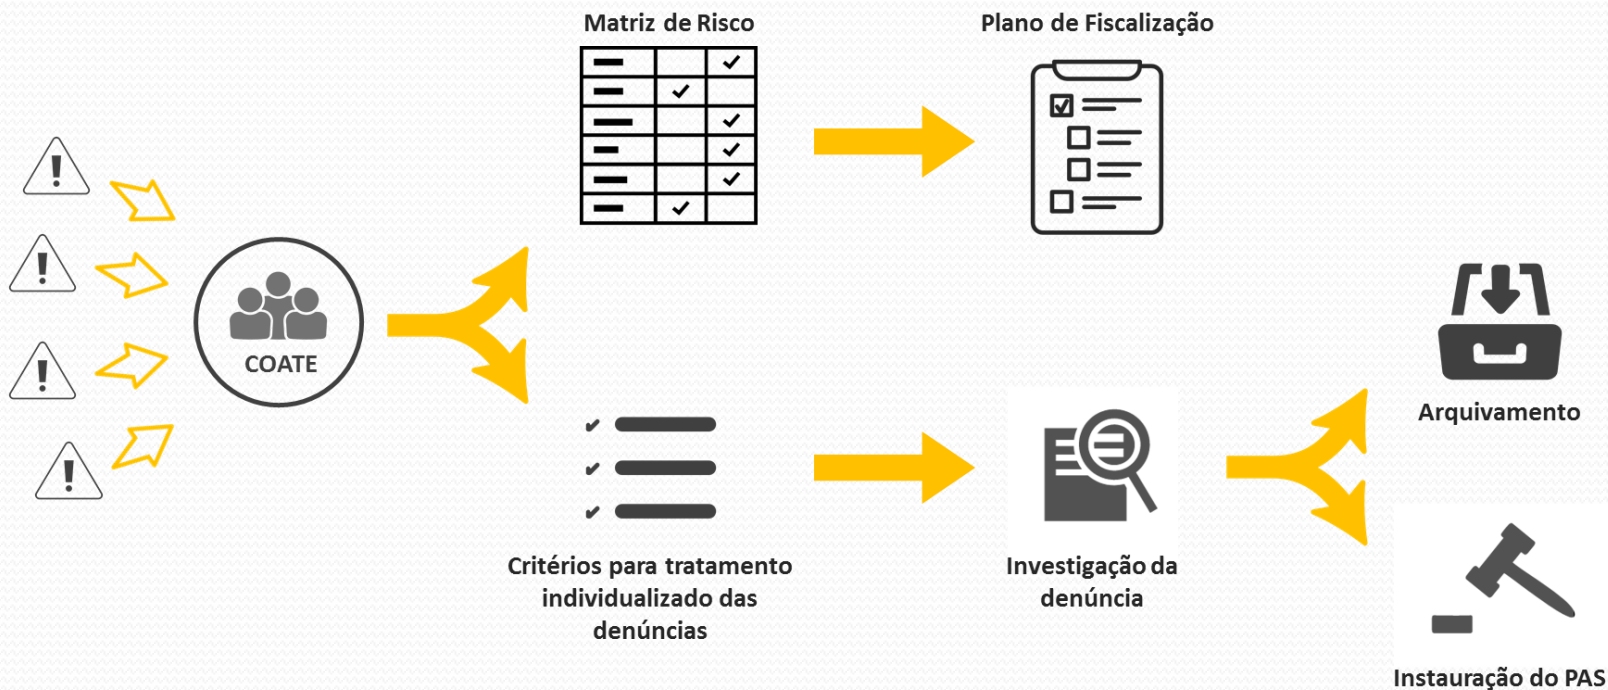 Matriz de Risco
Plano de Fiscalização
COATE
Arquivamento
Critérios para tratamento
individualizado das
denúncias
Investigação da
denúncia
Instauração do PAS